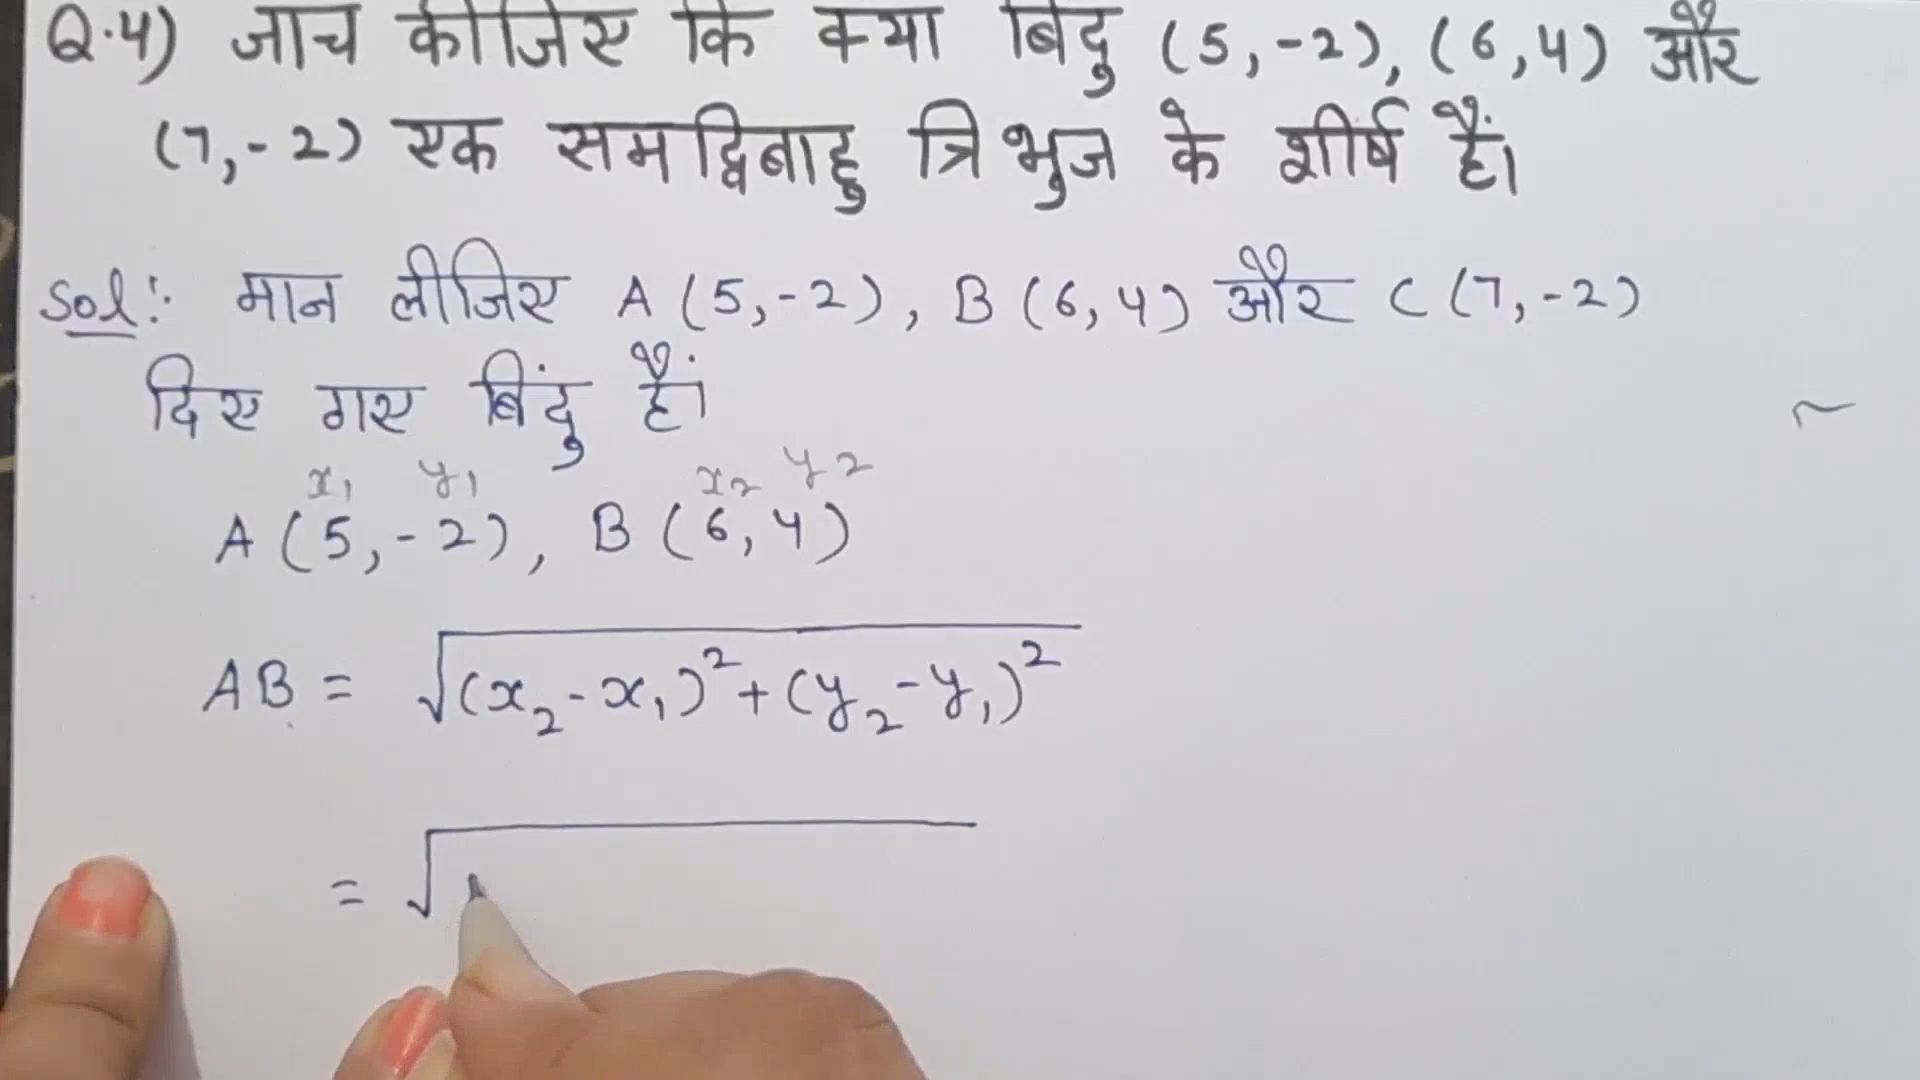 Q.4) जाच कीजिए कि क्या बिंदु (5,-2), (6,4) और
(7,-2) एक समद्विबाहु त्रिभुज के शीर्ष हैं।
Sol: मान लीजिए A (5,-2), B (6,4) और C (7,-2)
दिए गए बिंदु हैं।
x₁ y₁ x₂ y₂
A (5,-2), B (6,4)
AB = √(x₂-x₁)²+(y₂-y₁)²
= √